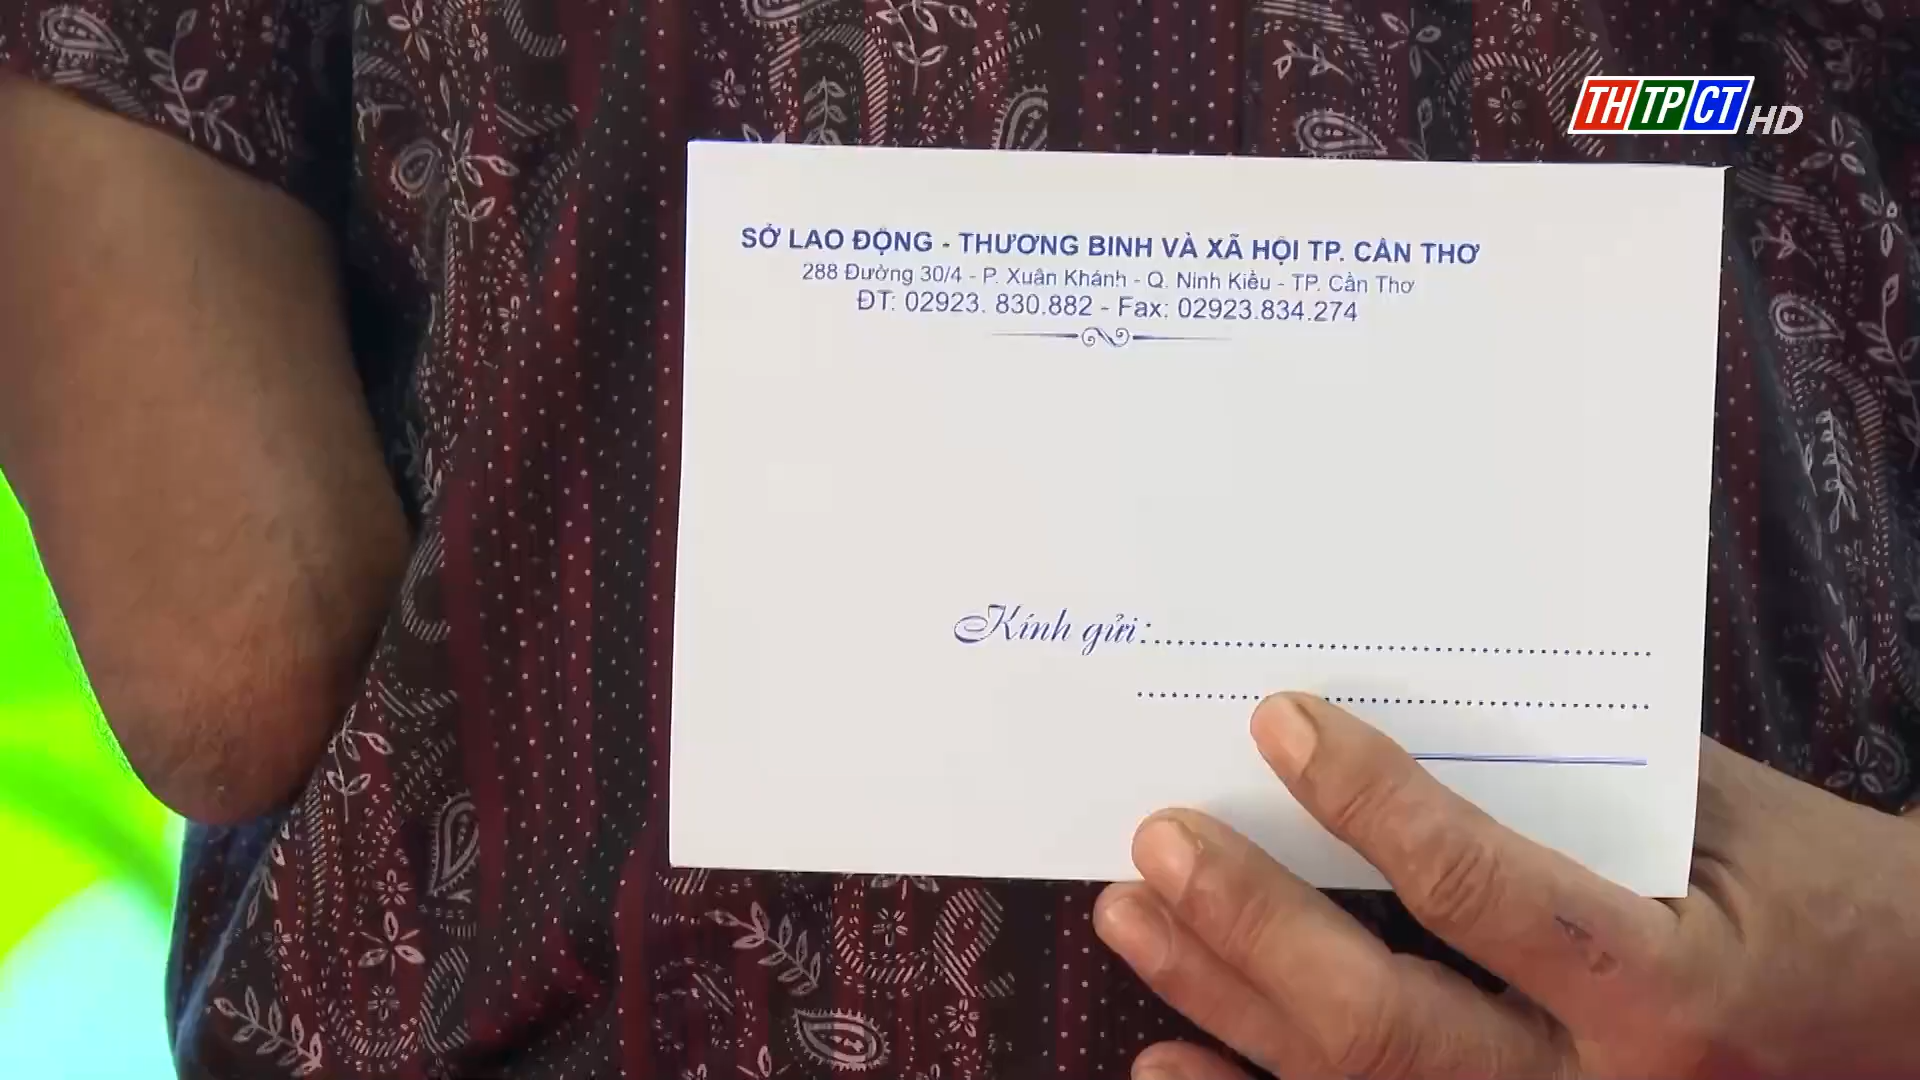 THTPCT HD
SỞ LAO ĐỘNG - THƯƠNG BINH VÀ XÃ HỘI TP. CẦN THƠ
288 Đường 30/4 - P. Xuân Khánh - Q. Ninh Kiều - TP. Cần Thơ
ĐT: 02923. 830.882 - Fax: 02923.834.274
Kính gửi: